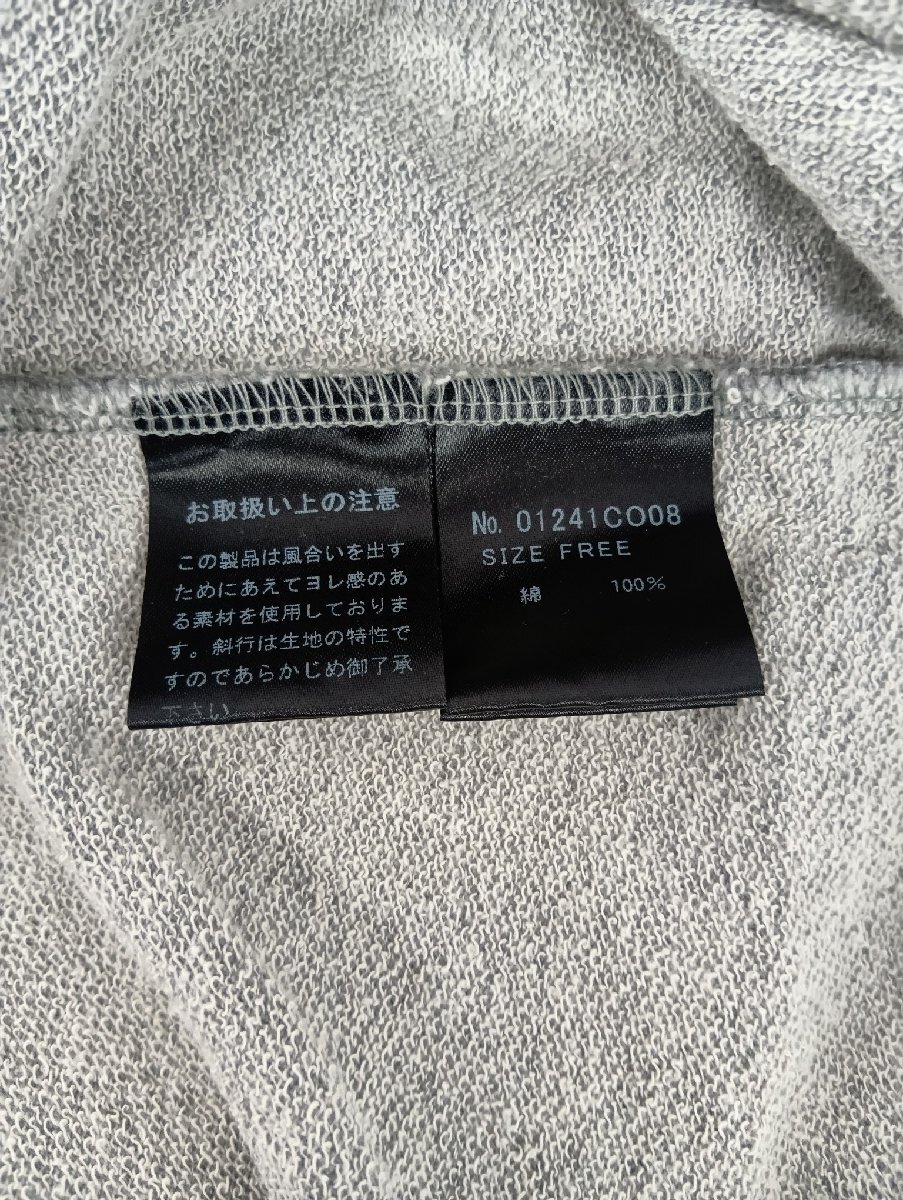 お取扱い上の注意
この製品は風合いを出す
ためにあえてヨレ感のあ
る素材を使用しておりま
す。斜行は生地の特性で
すのであらかじめ御了承
下さい
No. 01241CO08
SIZE FREE
綿 100%